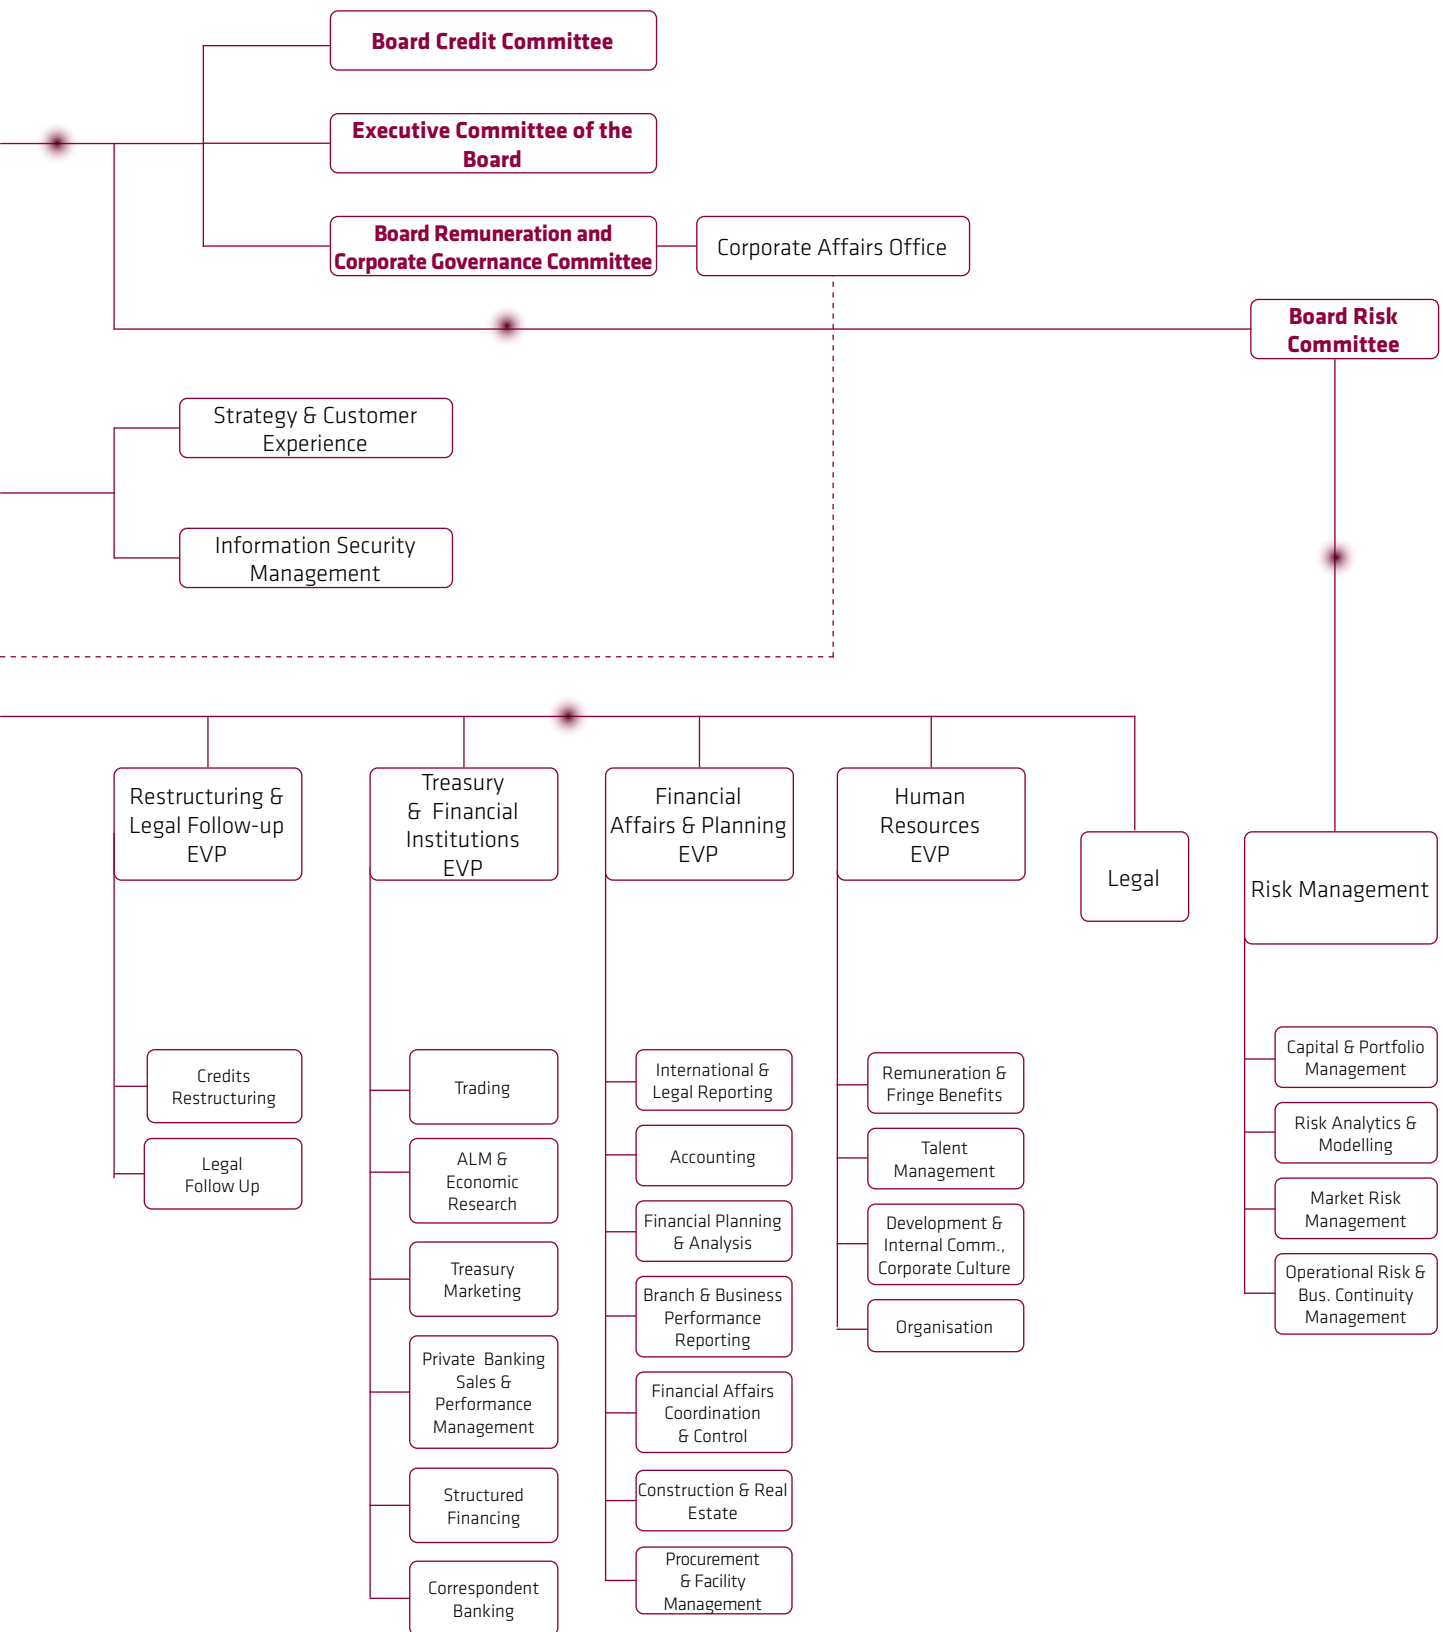 Board Credit Committee
Executive Committee of the
Board
Board Remuneration and
Corporate Governance Committee
Corporate Affairs Office
Board Risk
Committee
Strategy & Customer
Experience
Information Security
Management
Restructuring &
Legal Follow-up
EVP
Treasury
& Financial
Institutions
EVP
Financial
Affairs & Planning
EVP
Human
Resources
EVP
Legal
Risk Management
Credits
Restructuring
Legal
Follow Up
Trading
ALM &
Economic
Research
Treasury
Marketing
Private Banking
Sales &
Performance
Management
Structured
Financing
Correspondent
Banking
International &
Legal Reporting
Accounting
Financial Planning
& Analysis
Branch & Business
Performance
Reporting
Financial Affairs
Coordination
& Control
Construction & Real
Estate
Procurement
& Facility
Management
Remuneration &
Fringe Benefits
Talent
Management
Development &
Internal Comm.,
Corporate Culture
Organisation
Capital & Portfolio
Management
Risk Analytics &
Modelling
Market Risk
Management
Operational Risk &
Bus. Continuity
Management